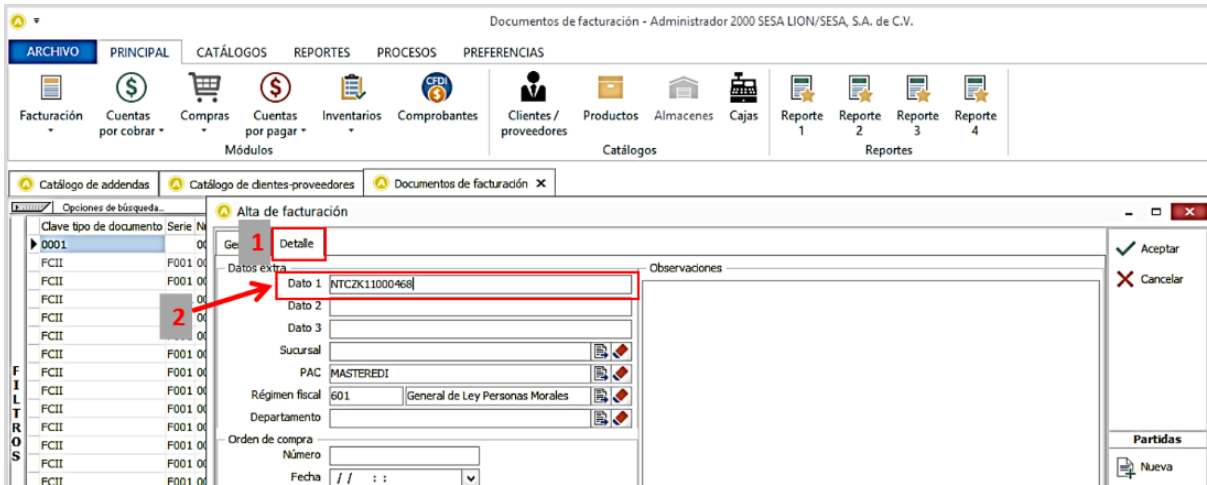 Documentos de facturación - Administrador 2000 SESA LION/SESA, S.A. de C.V.
ARCHIVO PRINCIPAL CATÁLOGOS REPORTES PROCESOS PREFERENCIAS
Facturación
Cuentas por cobrar
Compras
Cuentas por pagar
Inventarios
CFDI
Comprobantes
Módulos
Clientes / proveedores
Productos
Almacenes
Cajas
Catálogos
Reporte 1
Reporte 2
Reporte 3
Reporte 4
Reportes
Catálogo de addendas
Catálogo de clientes-proveedores
Documentos de facturación X
Opciones de búsqueda...
FILTROS
Clave tipo de documento Serie
0001
FCII F001
FCII F001
FCII
FCII
FCII
FCII F001
FCII F001
FCII F001
FCII F001
FCII F001
FCII F001
FCII F001
FCII F001
Alta de facturación
1
Detalle
Datos extra
2
Dato 1 NTCZK11000468
Dato 2
Dato 3
Sucursal
PAC MASTEREDI
Régimen fiscal 601 General de Ley Personas Morales
Departamento
Orden de compra
Número
Fecha / / : :
Observaciones
Aceptar
Cancelar
Partidas
Nueva